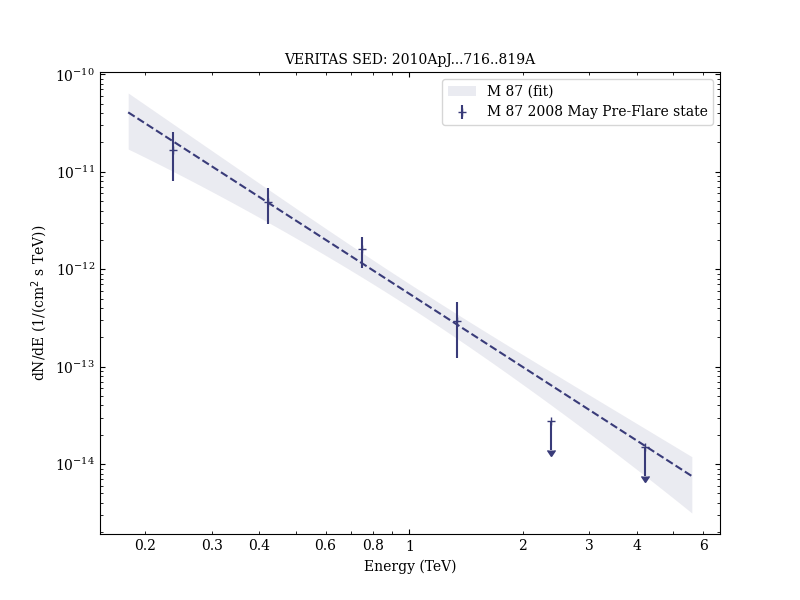 VERITAS SED: 2010ApJ...716..819A
M 87 (fit)
M 87 2008 May Pre-Flare state
dN/dE (1/(cm² s TeV))
10⁻¹⁰
10⁻¹¹
10⁻¹²
10⁻¹³
10⁻¹⁴
0.2 0.3 0.4 0.6 0.8 1 2 3 4 6
Energy (TeV)